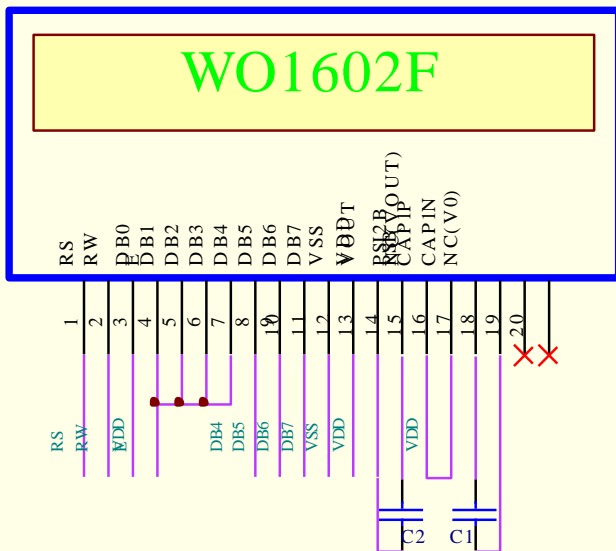 WO1602F
RS
RW
DB0
E
DB1
DB2
DB3
DB4
DB5
DB6
DB7
VSS
VDD
VOUT
PSI2B
CAP1P
CAP1N
NC(V0)
1
2
3
4
5
6
7
8
9
10
11
12
13
14
15
16
17
18
19
20
RS
RW
VDD
E
DB4
DB5
DB6
DB7
VSS
VDD
VDD
C2
C1